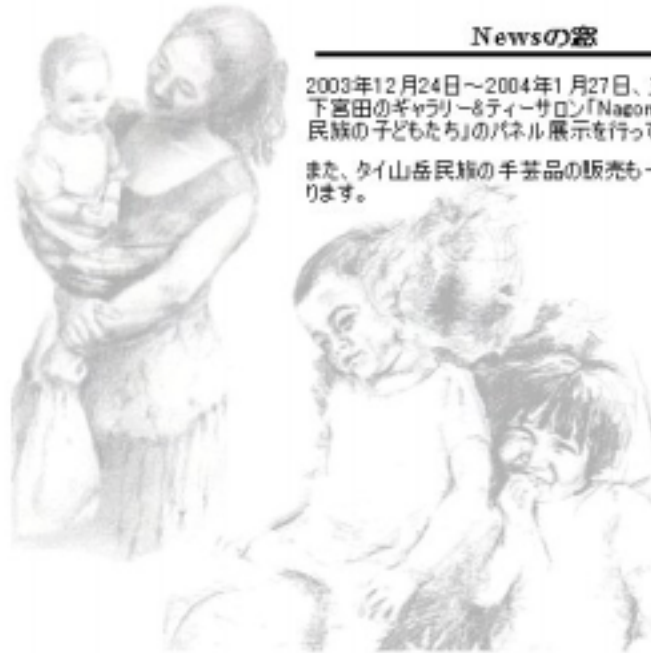 Newsの窓
2003年12月24日～2004年1月27日、
下宮田のギャラリー&ティーサロン「Nagom
民族の子どもたち」のパネル展示を行って
また、タイ山岳民族の手芸品の販売も一
ります。